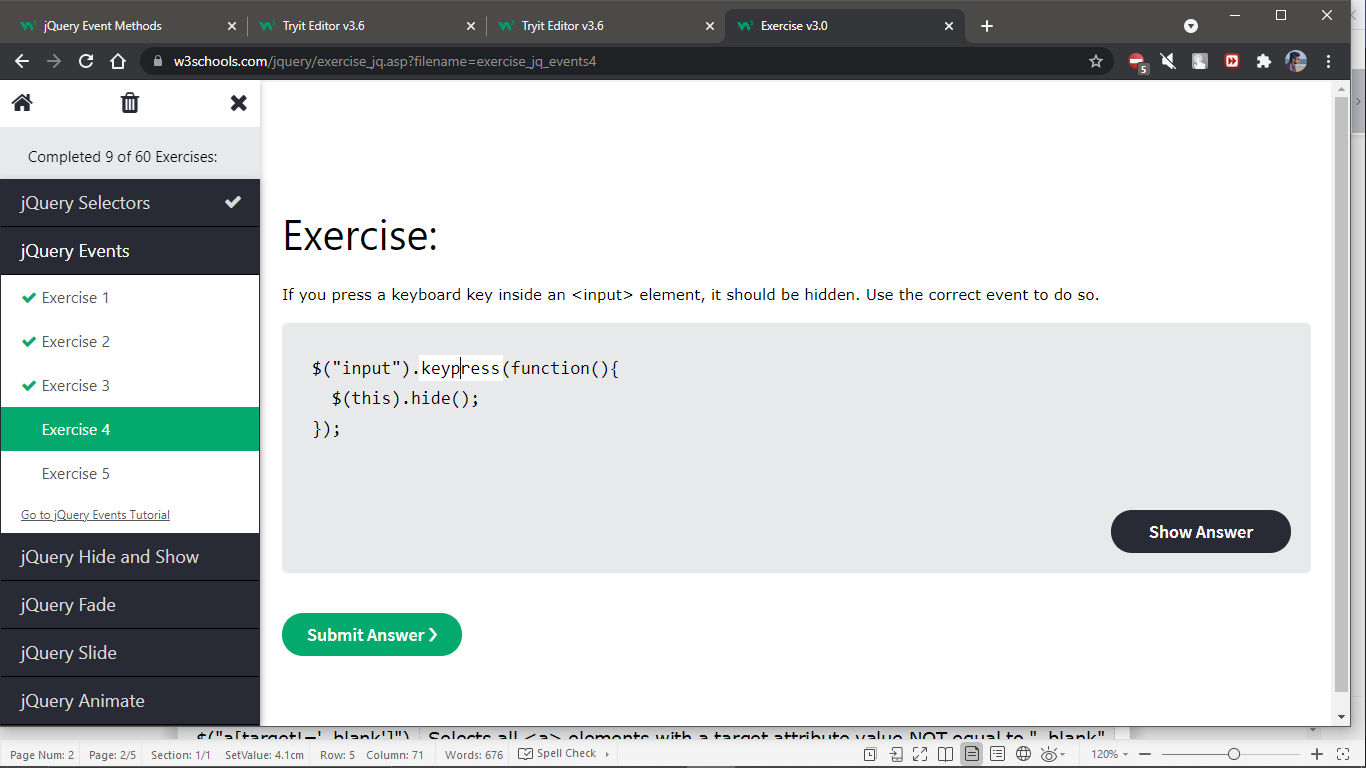 jQuery Event Methods
Tryit Editor v3.6
Tryit Editor v3.6
Exercise v3.0
w3schools.com/jquery/exercise_jq.asp?filename=exercise_jq_events4
5
Completed 9 of 60 Exercises:
jQuery Selectors
jQuery Events
Exercise 1
Exercise 2
Exercise 3
Exercise 4
Exercise 5
Go to jQuery Events Tutorial
jQuery Hide and Show
jQuery Fade
jQuery Slide
jQuery Animate
Exercise:
If you press a keyboard key inside an <input> element, it should be hidden. Use the correct event to do so.
$("input").keypress(function(){
$(this).hide();
});
Show Answer
Submit Answer ❯
$("a[target!='_blank']") Selects all <a> elements with a target attribute value NOT equal to "_blank"
Page Num: 2 Page: 2/5 Section: 1/1 SetValue: 4.1cm Row: 5 Column: 71 Words: 676 Spell Check 120%